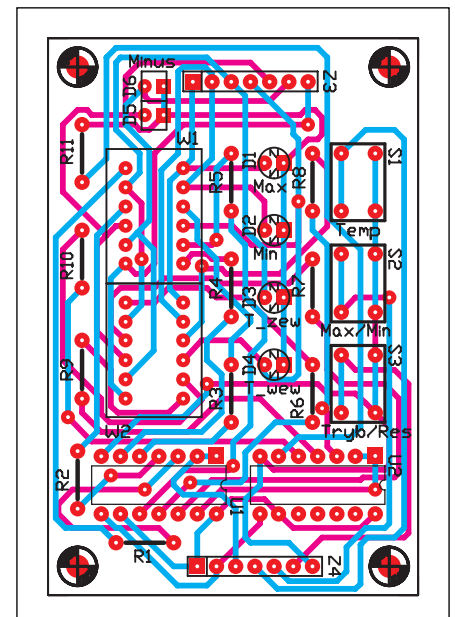 Minus
D6
D5
Z3
W1
R11
D1
Max
R5
R8
S1
Temp
D2
Min
R10
S2
R4
R7
D3
T_zew
Max/Min
S3
R9
D4
T_wew
R3
R6
Tryb/Res
W2
R2
U1
U2
R1
Z4